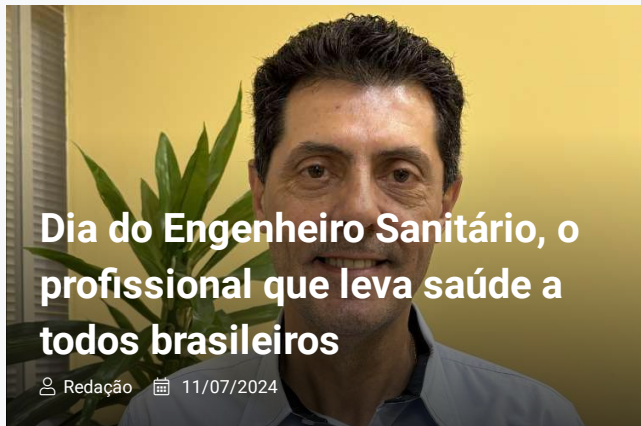 Dia do Engenheiro Sanitário, o
profissional que leva saúde a
todos brasileiros
Redação 11/07/2024